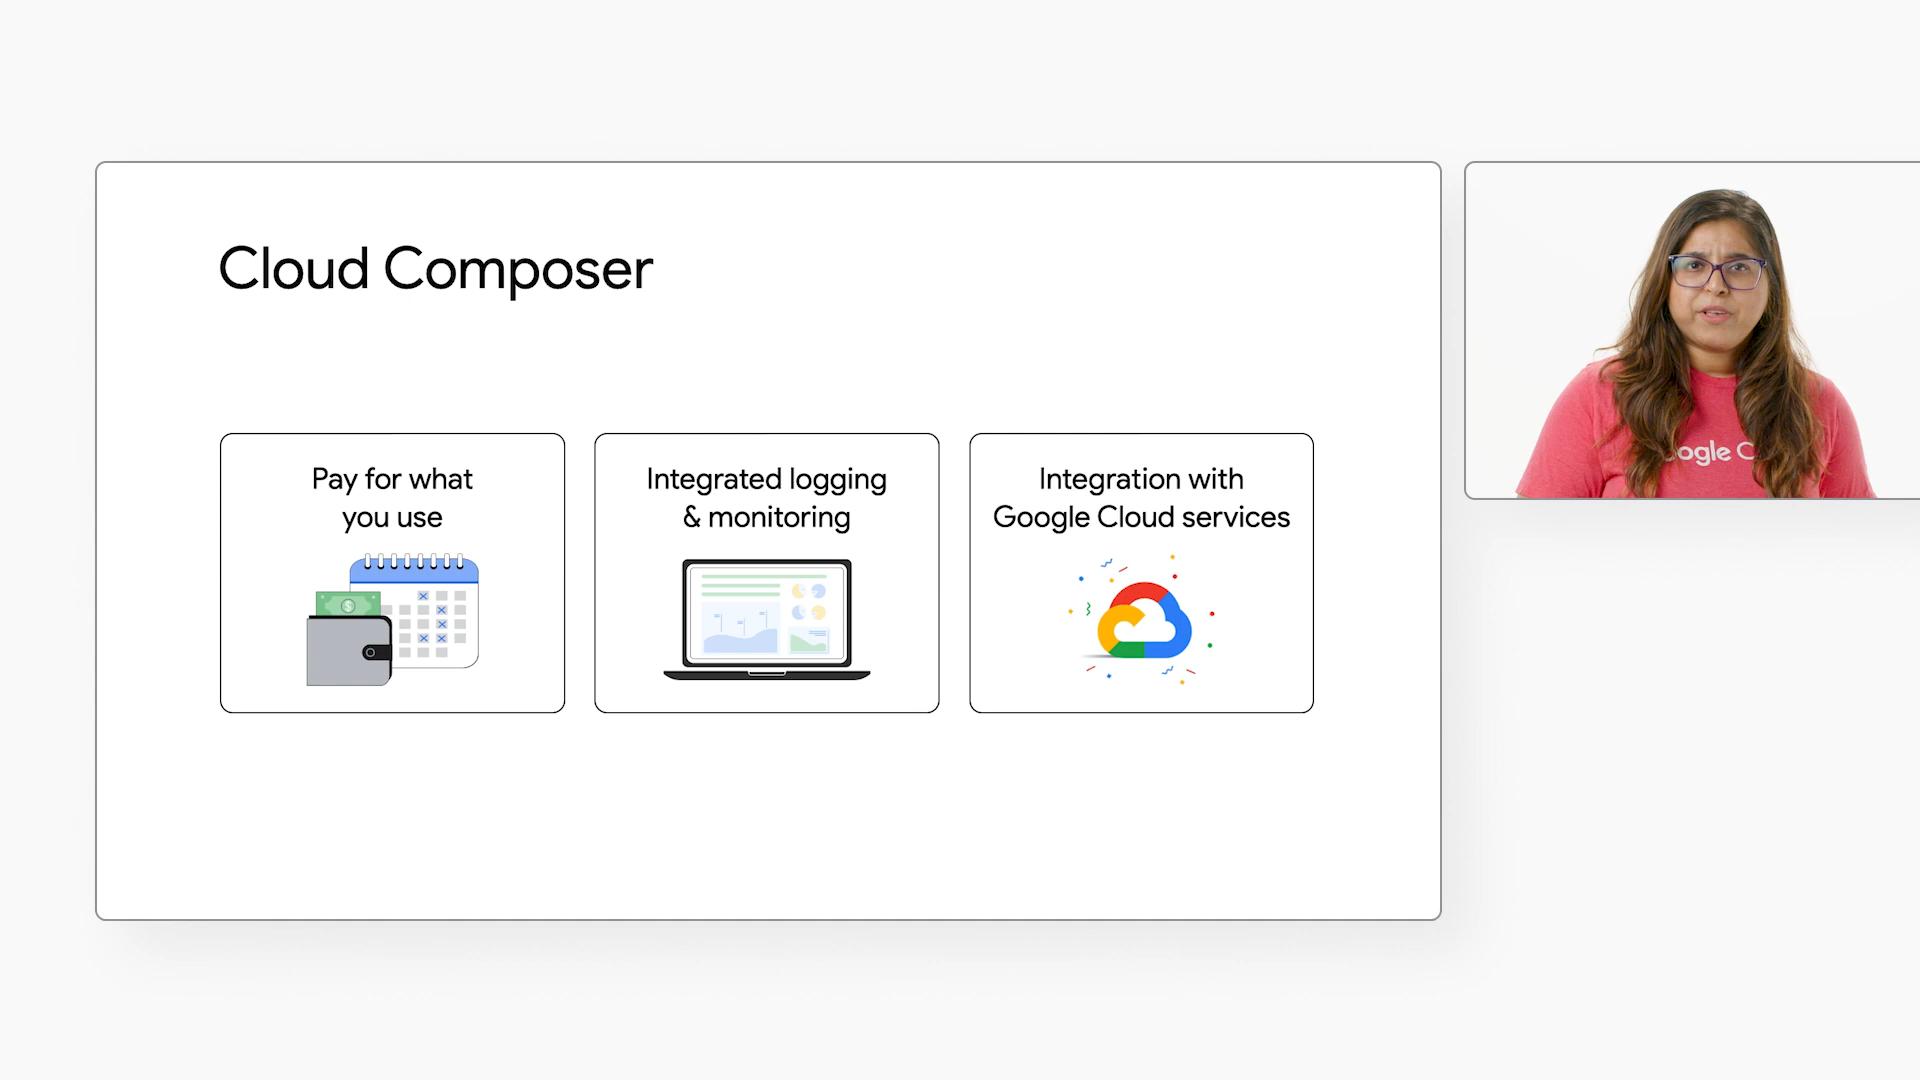 Cloud Composer
Pay for what
you use
Integrated logging
& monitoring
Integration with
Google Cloud services